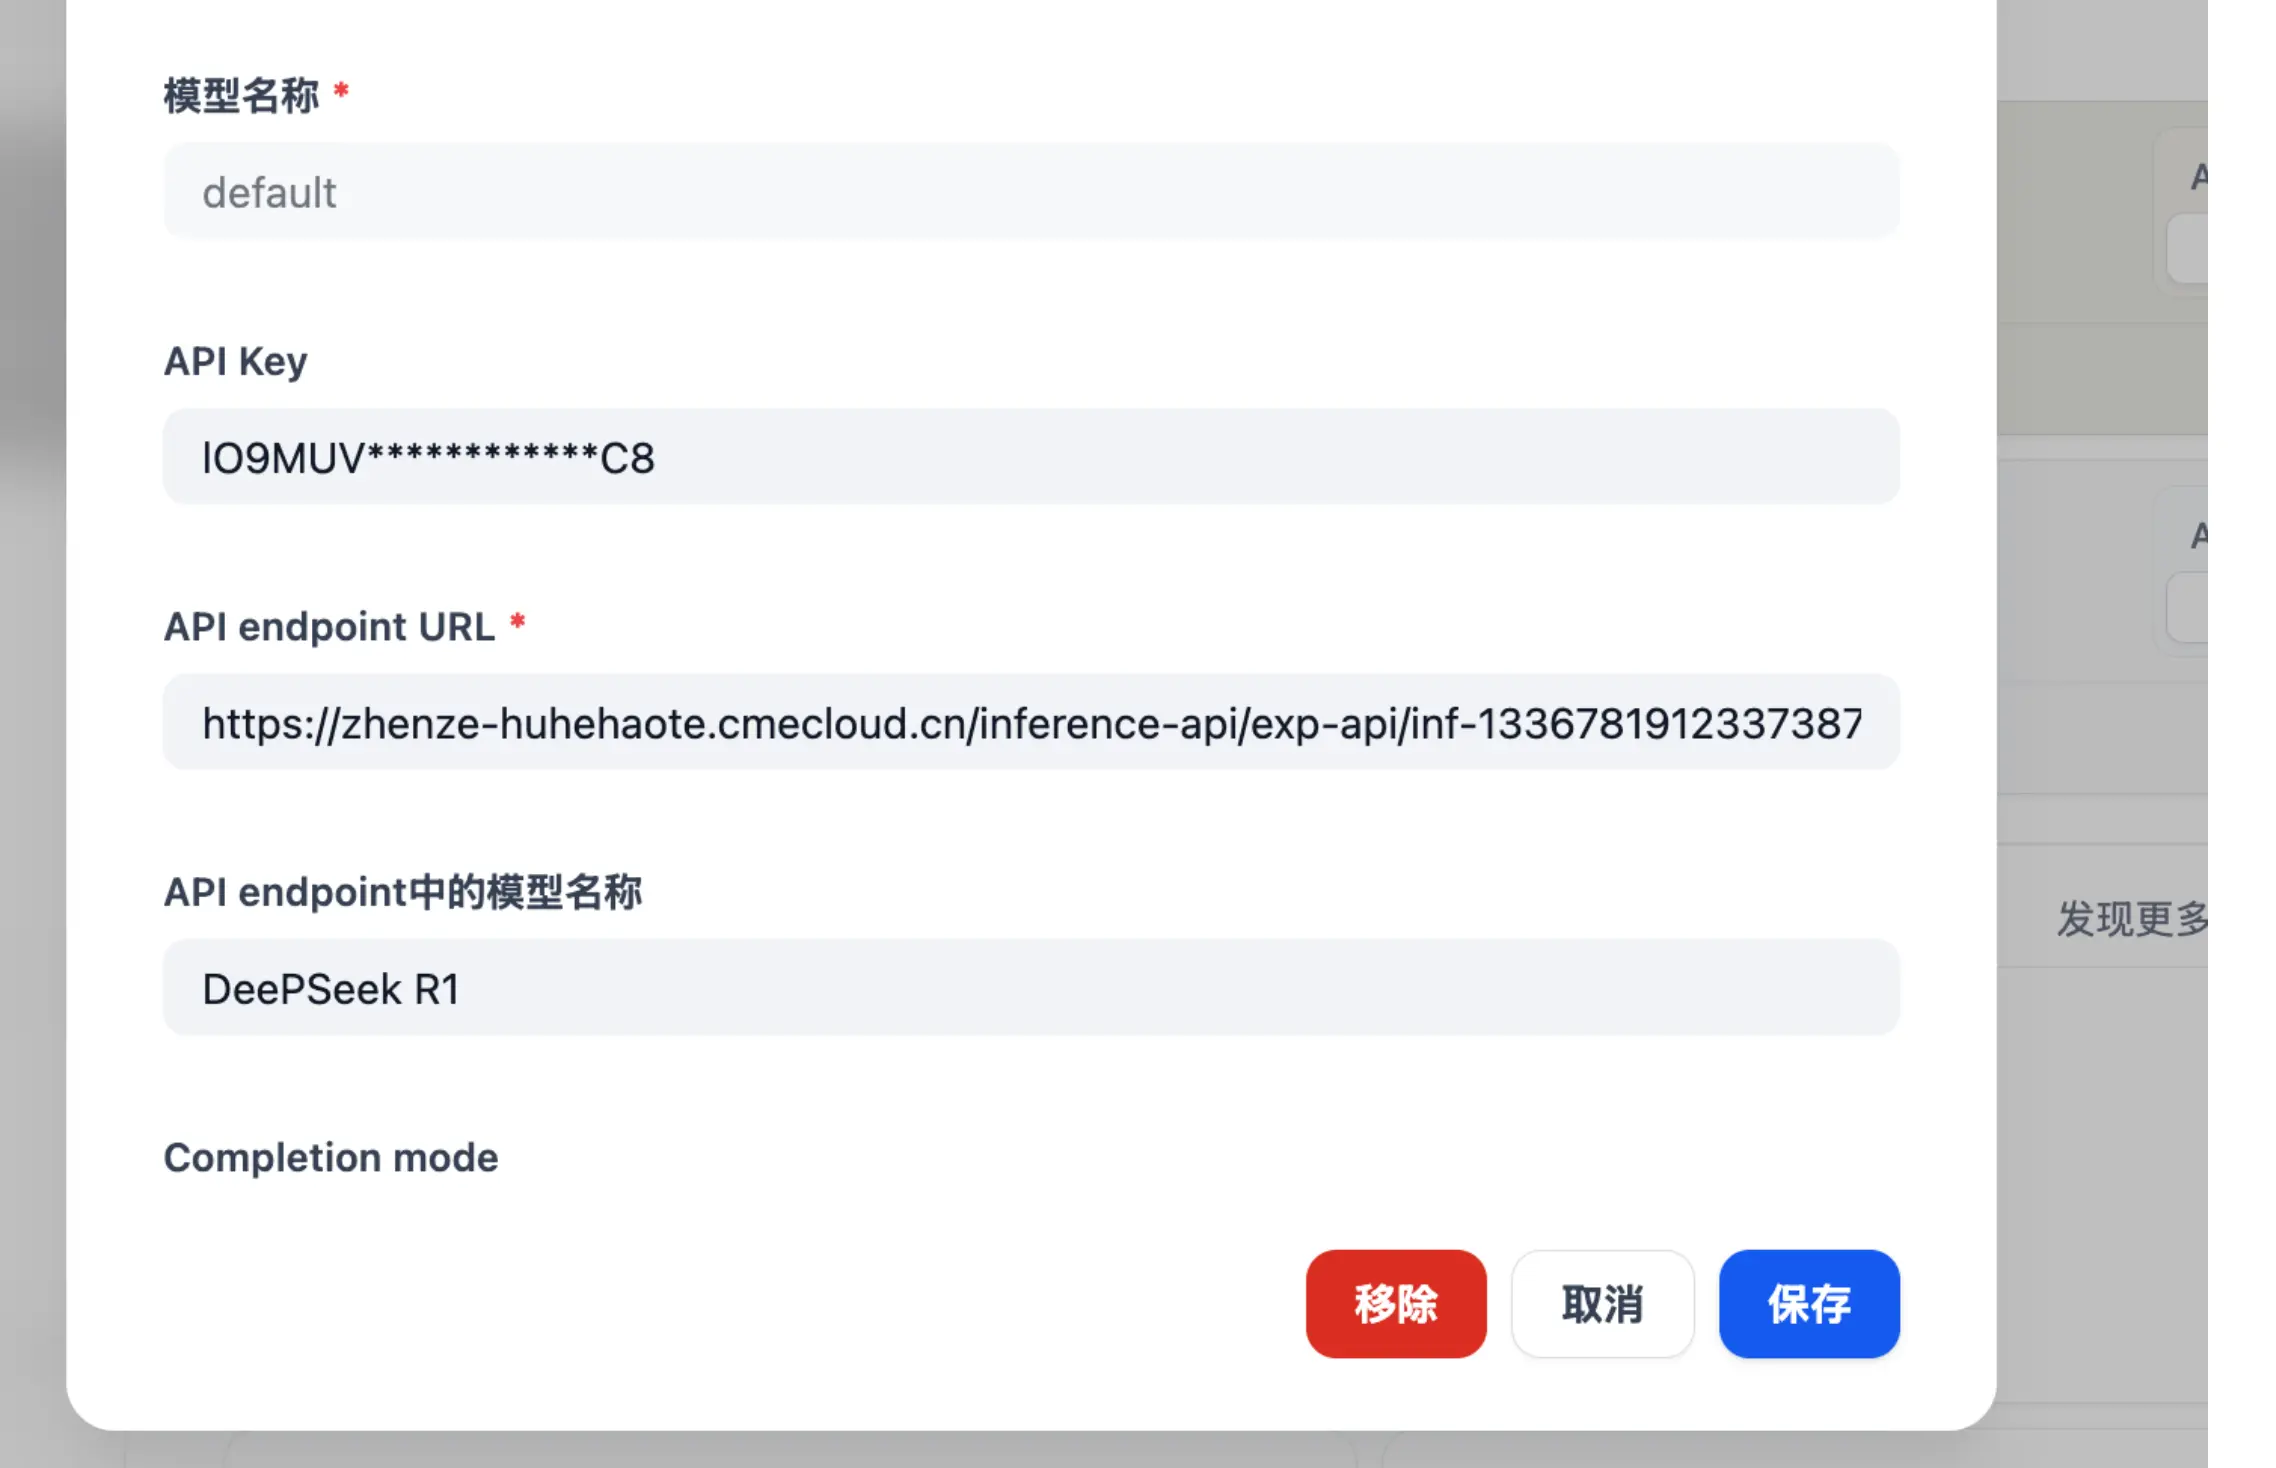 模型名称 *
default
API Key
lO9MUV************C8
API endpoint URL *
https://zhenze-huhehaote.cmecloud.cn/inference-api/exp-api/inf-1336781912337387
API endpoint中的模型名称
DeePSeek R1
Completion mode
移除
取消
保存
A
A
发现更多